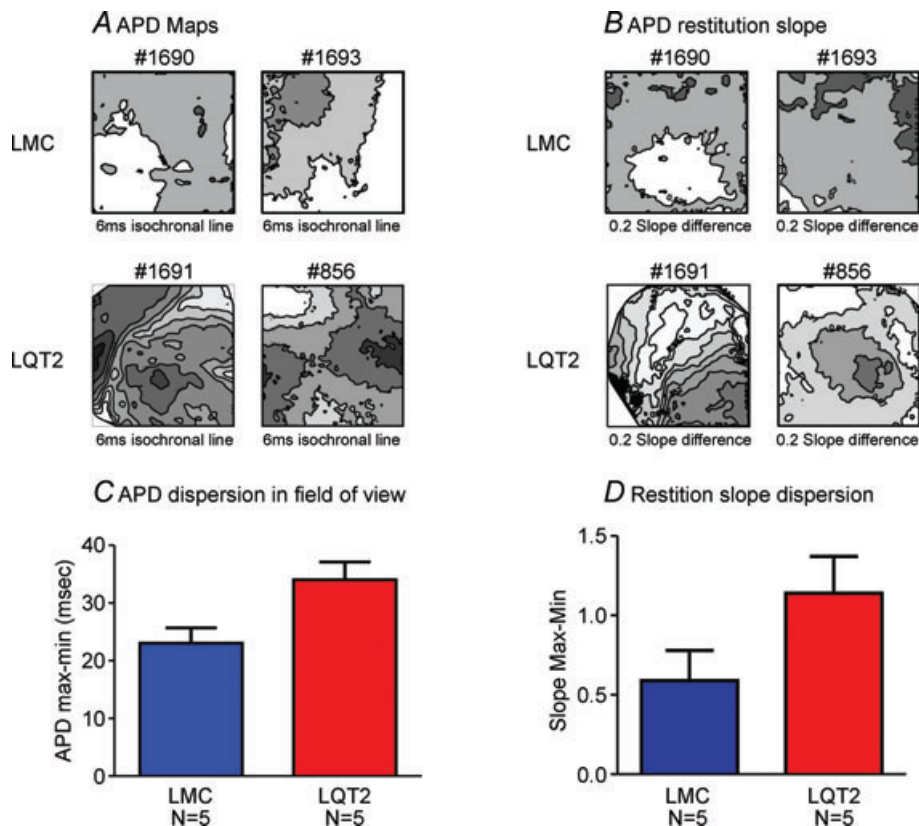 A APD Maps
#1690 #1693
LMC
6ms isochronal line 6ms isochronal line
#1691 #856
LQT2
6ms isochronal line 6ms isochronal line
B APD restitution slope
#1690 #1693
LMC
0.2 Slope difference 0.2 Slope difference
#1691 #856
LQT2
0.2 Slope difference 0.2 Slope difference
C APD dispersion in field of view
APD max-min (msec)
40
30
20
10
0
LMC LQT2
N=5 N=5
D Restition slope dispersion
Slope Max-Min
1.5
1.0
0.5
0.0
LMC LQT2
N=5 N=5